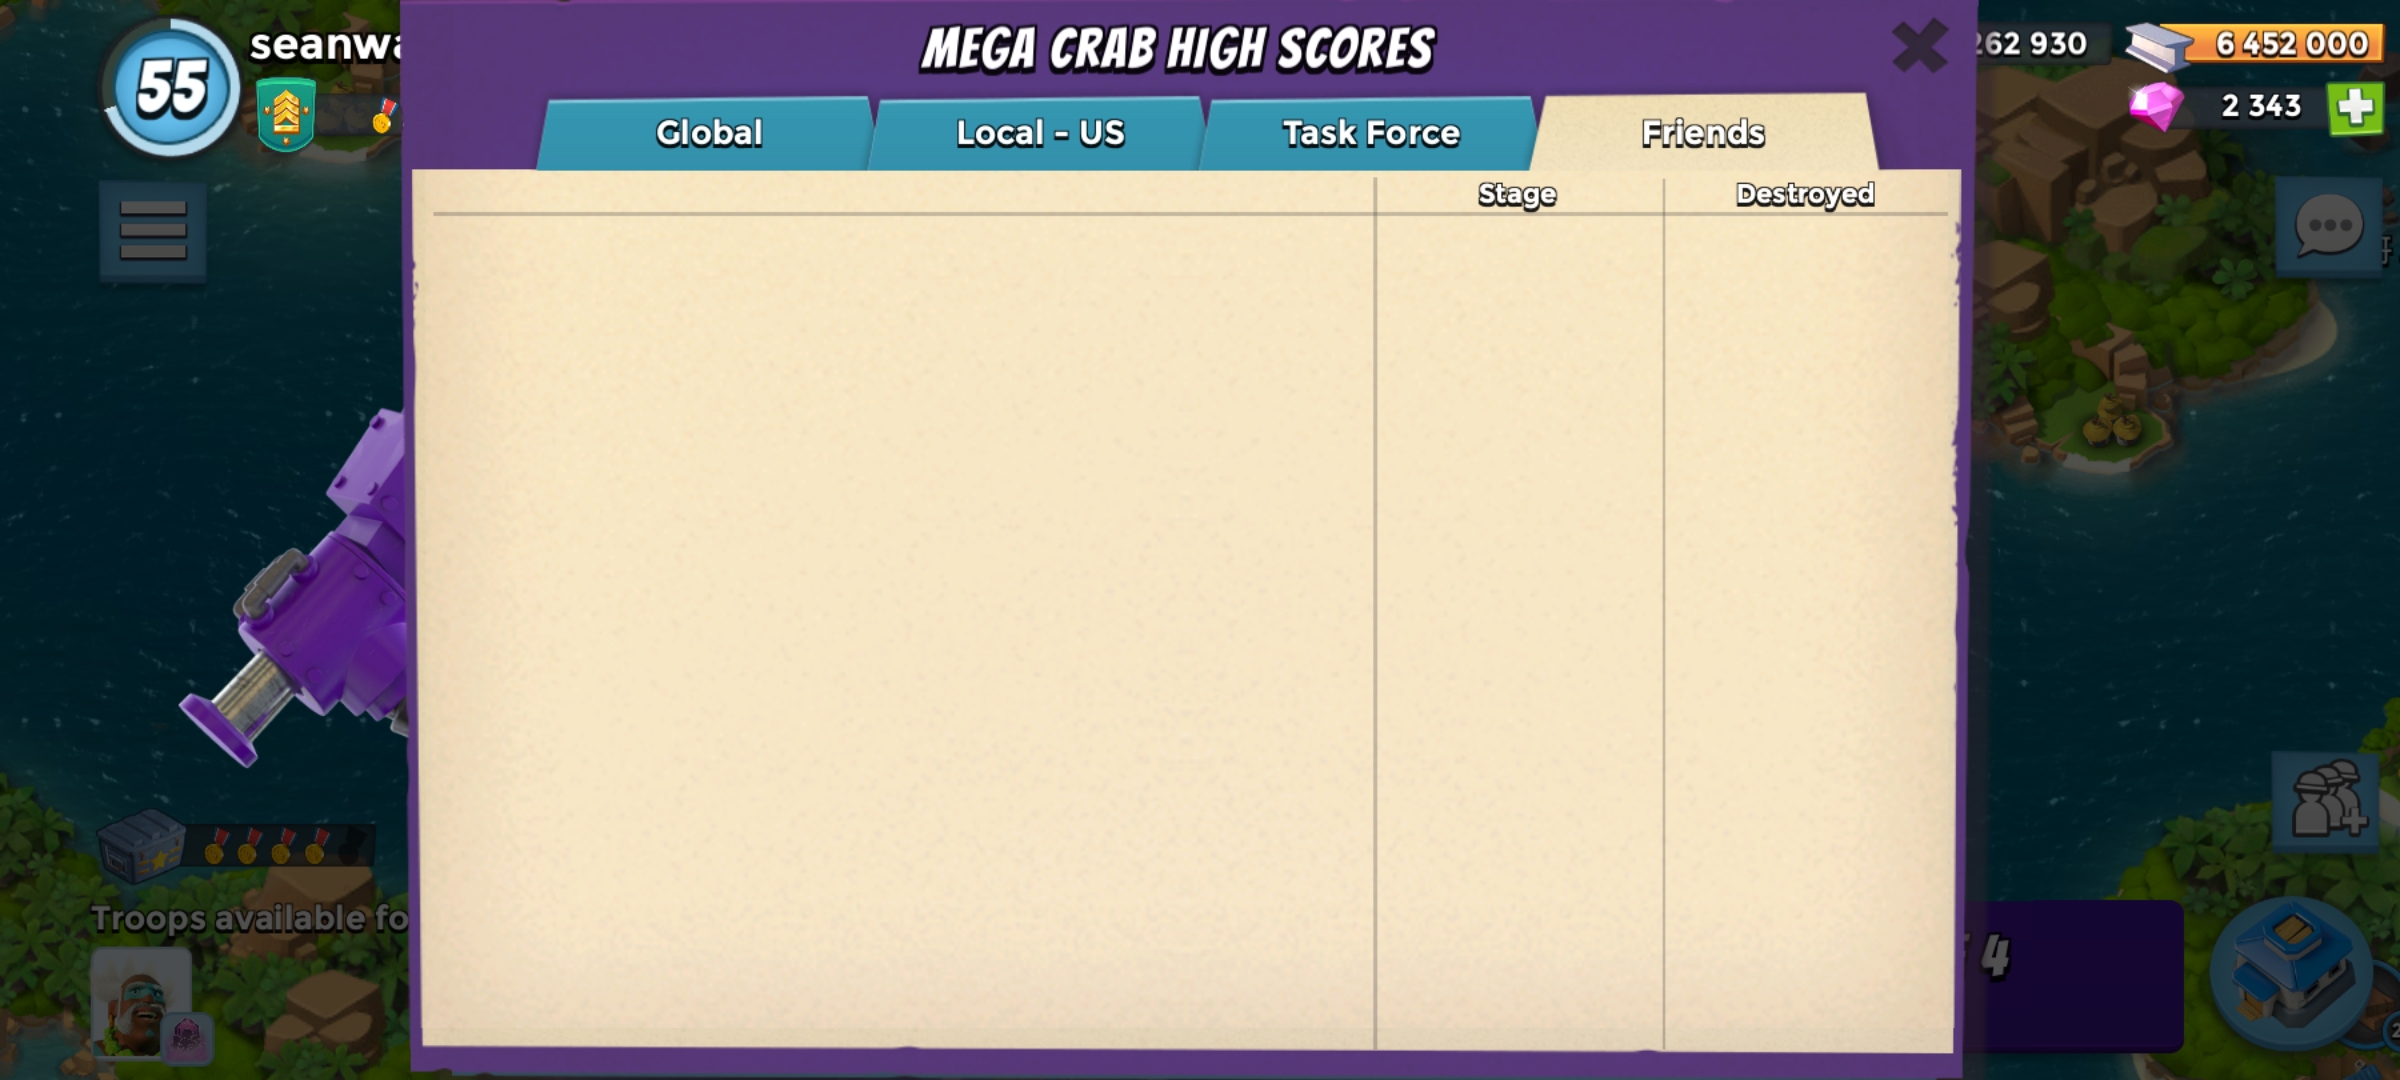 55
seanwa
MEGA CRAB HIGH SCORES
262 930
6 452 000
2 343
Global
Local - US
Task Force
Friends
Stage
Destroyed
Troops available fo
4